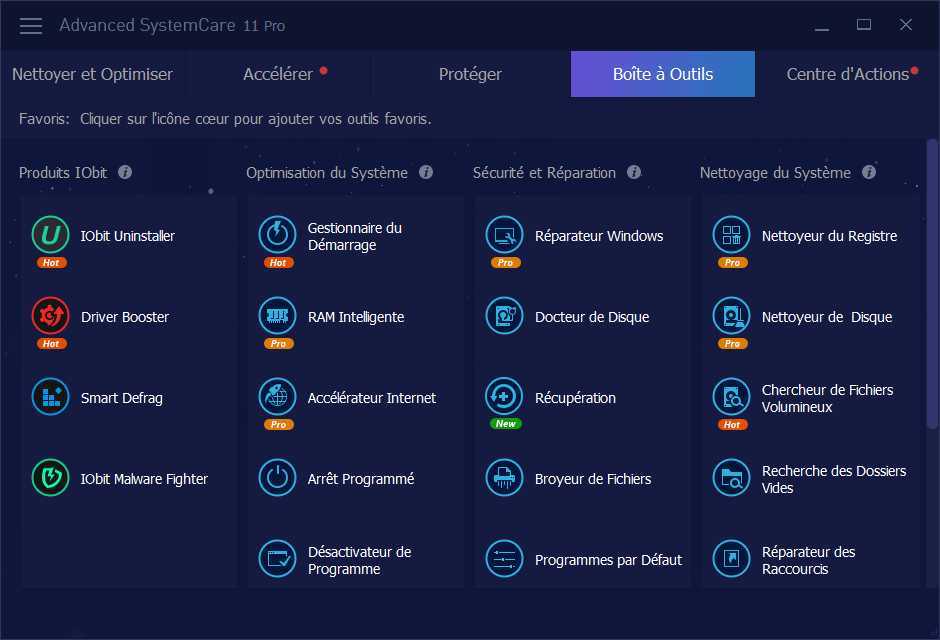 Advanced SystemCare 11 Pro
Nettoyer et Optimiser
Accélérer
Protéger
Boîte à Outils
Centre d'Actions
Favoris: Cliquer sur l'icône cœur pour ajouter vos outils favoris.
Produits IObit
IObit Uninstaller
Hot
Driver Booster
Hot
Smart Defrag
IObit Malware Fighter
Optimisation du Système
Gestionnaire du
Démarrage
Hot
RAM Intelligente
Pro
Accélérateur Internet
Pro
Arrêt Programmé
Désactivateur de
Programme
Sécurité et Réparation
Réparateur Windows
Pro
Docteur de Disque
Récupération
New
Broyeur de Fichiers
Programmes par Défaut
Nettoyage du Système
Nettoyeur du Registre
Pro
Nettoyeur de Disque
Pro
Chercheur de Fichiers
Volumineux
Hot
Recherche des Dossiers
Vides
Réparateur des
Raccourcis